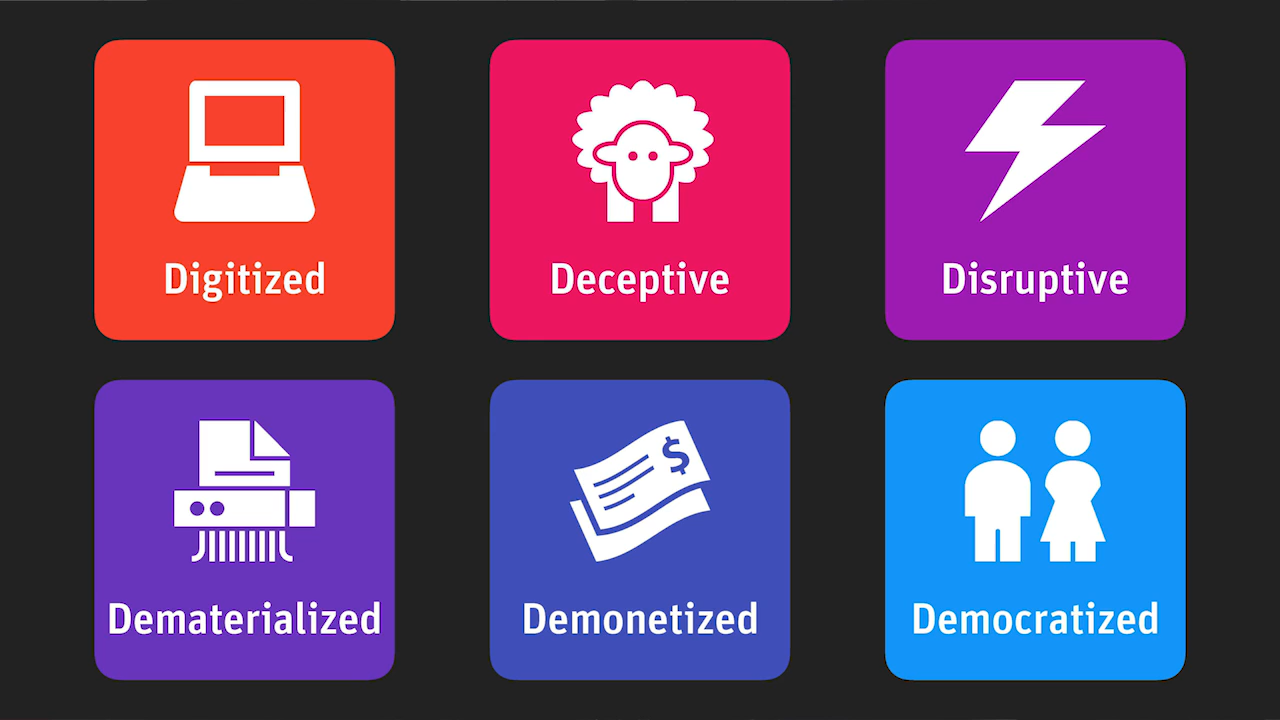 Digitized
Deceptive
Disruptive
Dematerialized
$
Demonetized
Democratized